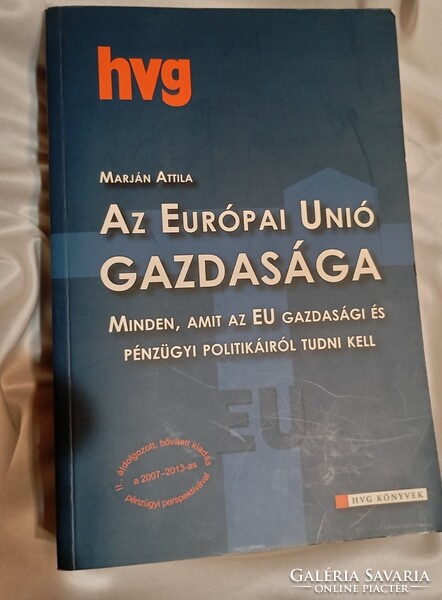 hvg
MARJÁN ATTILA
AZ EURÓPAI UNIÓ
GAZDASÁGA
MINDEN, AMIT AZ EU GAZDASÁGI ÉS
PÉNZÜGYI POLITIKÁIRÓL TUDNI KELL
EU
II., átdolgozott, bővített kiadás
a 2007–2013-as
pénzügyi perspektívával
HVG KÖNYVEK
GALÉRIA SAVARIA
ONLINE PIACTÉR